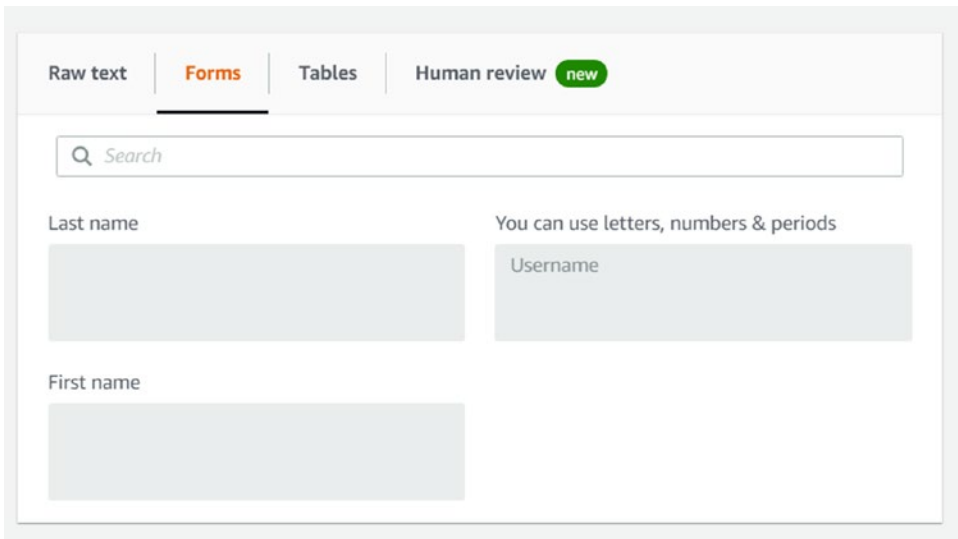 Raw text Forms Tables Human review new
Search
Last name You can use letters, numbers & periods
Username
First name